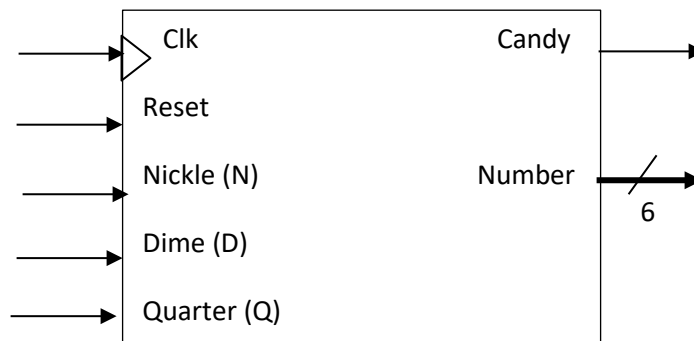 Clk Candy
Reset
Nickle (N) Number
6
Dime (D)
Quarter (Q)